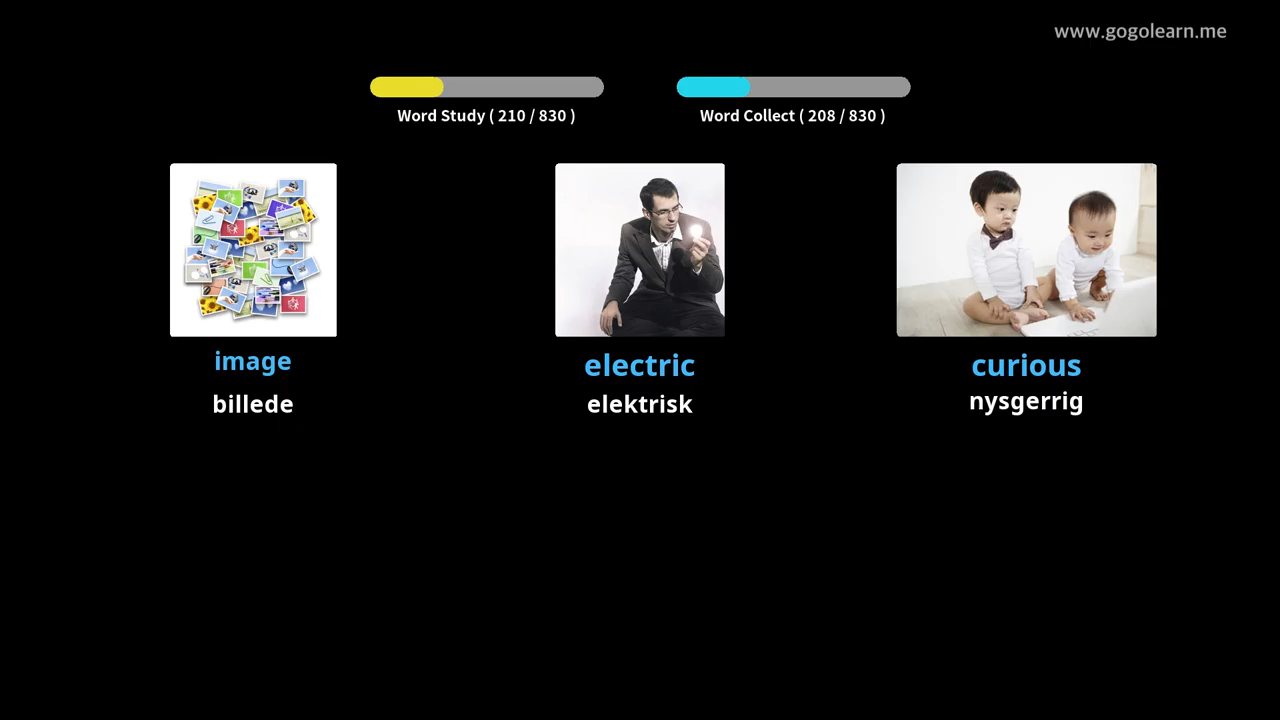 www.gogolearn.me
Word Study ( 210 / 830 )
Word Collect ( 208 / 830 )
image
electric
curious
billede
elektrisk
nysgerrig